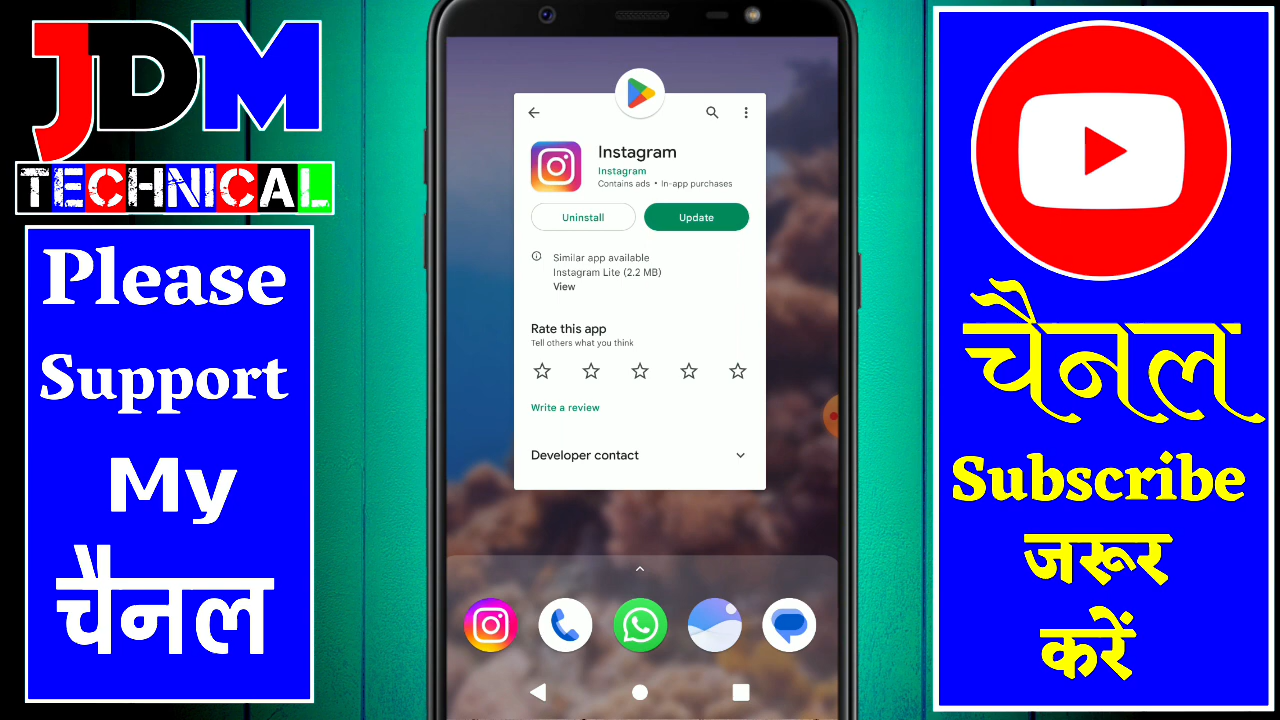 JDM
TECHNICAL
Please
Support
My
चैनल
Instagram
Instagram
Contains ads • In-app purchases
Uninstall
Update
Similar app available
Instagram Lite (2.2 MB)
View
Rate this app
Tell others what you think
Write a review
Developer contact
चैनल
Subscribe
जरूर
करें